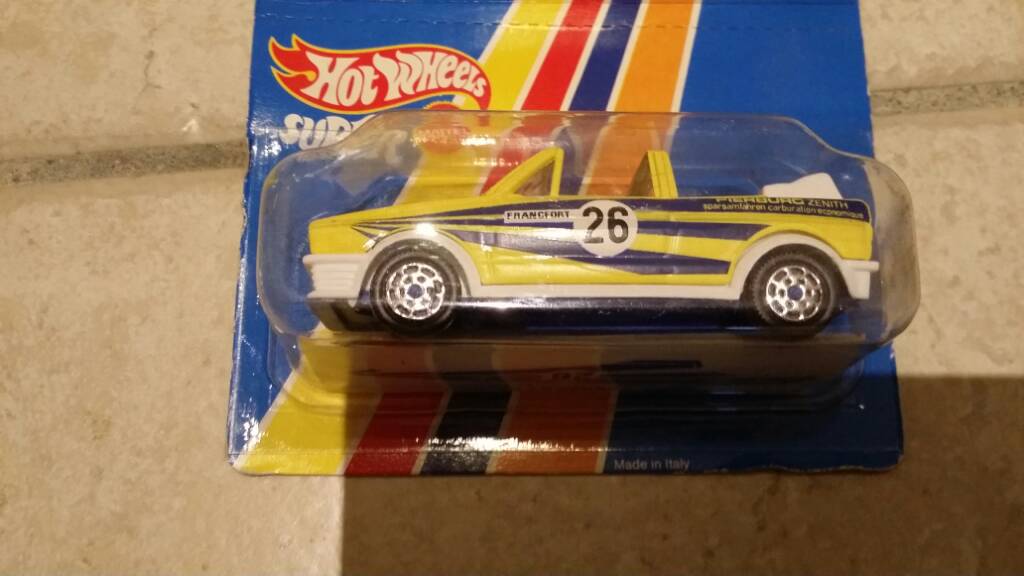 HOT WHEELS
FRANCFORT
26
PIERBURG ZENITH
sparsamfahren carburation economique
Made in Italy